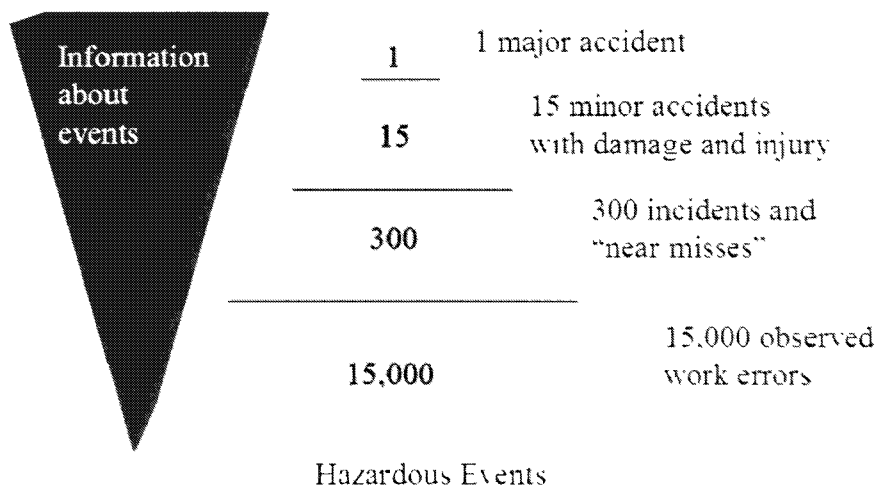 Information
about
events
1
1 major accident
15
15 minor accidents
with damage and injury
300
300 incidents and
“near misses”
15,000
15,000 observed
work errors
Hazardous Events